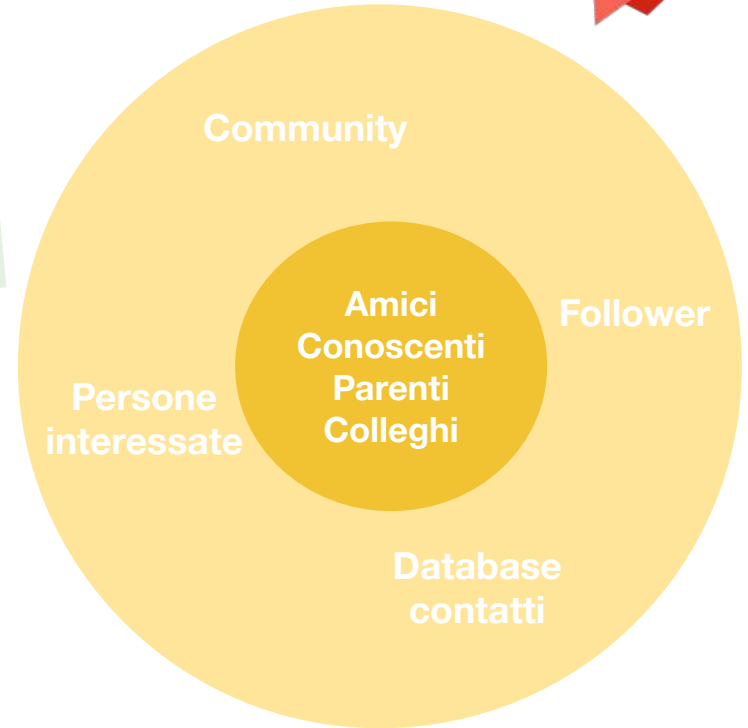 Community
Amici
Conoscenti
Parenti
Colleghi
Follower
Persone
interessate
Database
contatti